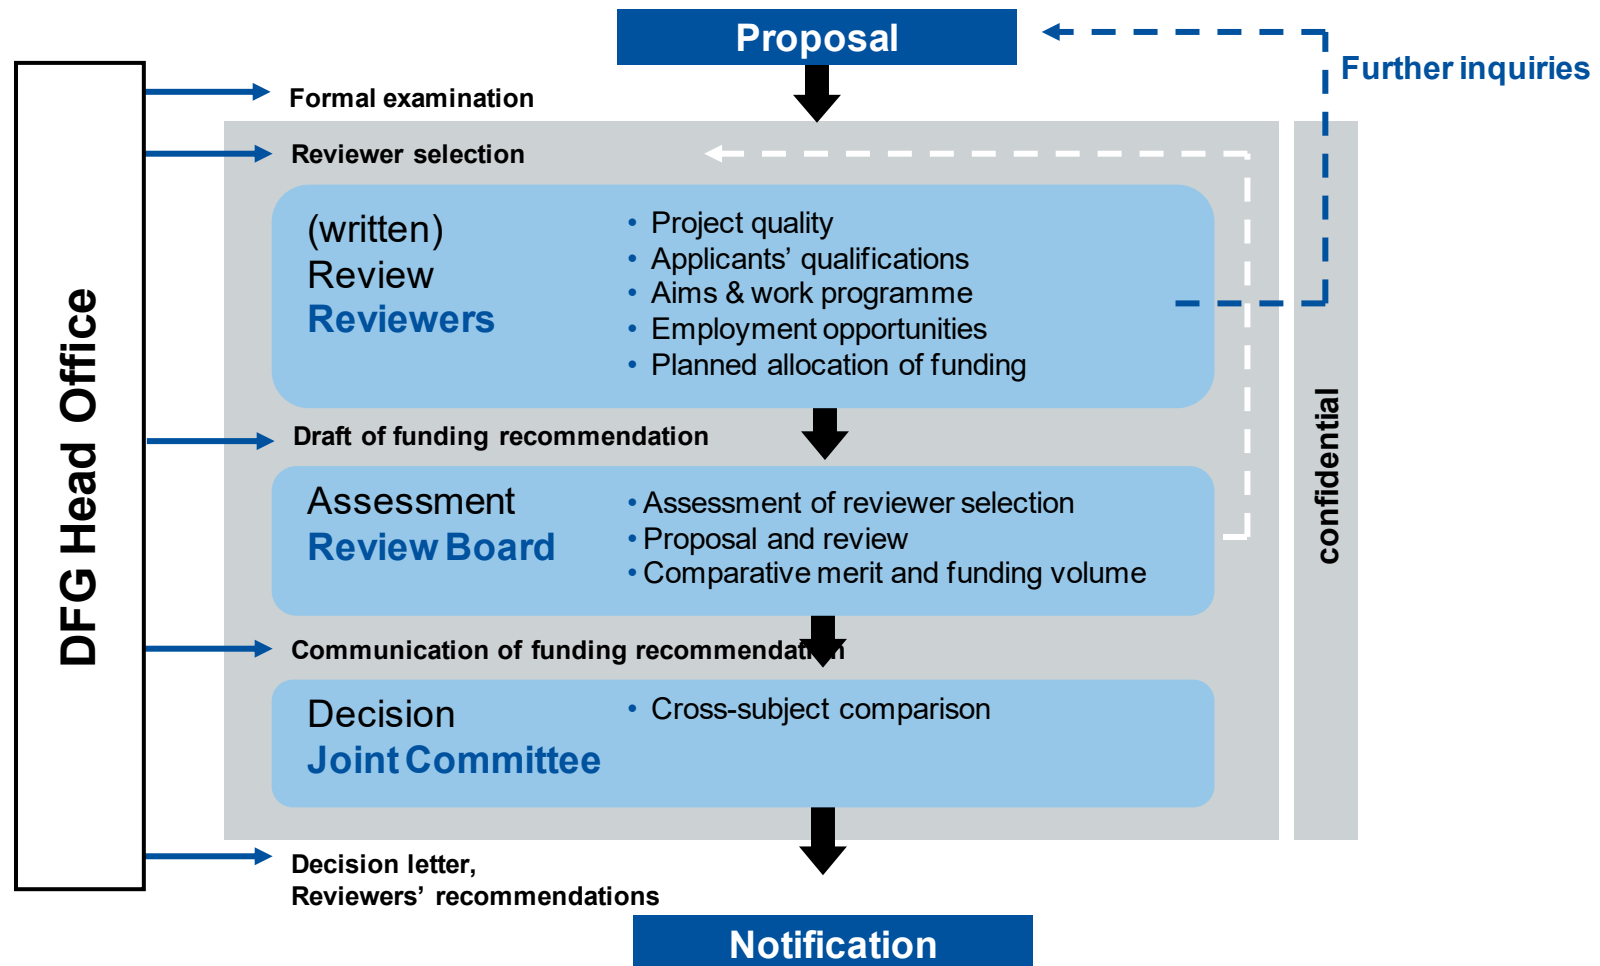 Proposal
Further inquiries
DFG Head Office
Formal examination
Reviewer selection
(written)
Review
Reviewers
• Project quality
• Applicants’ qualifications
• Aims & work programme
• Employment opportunities
• Planned allocation of funding
confidential
Draft of funding recommendation
Assessment
Review Board
• Assessment of reviewer selection
• Proposal and review
• Comparative merit and funding volume
Communication of funding recommendation
Decision
Joint Committee
• Cross-subject comparison
Decision letter,
Reviewers’ recommendations
Notification